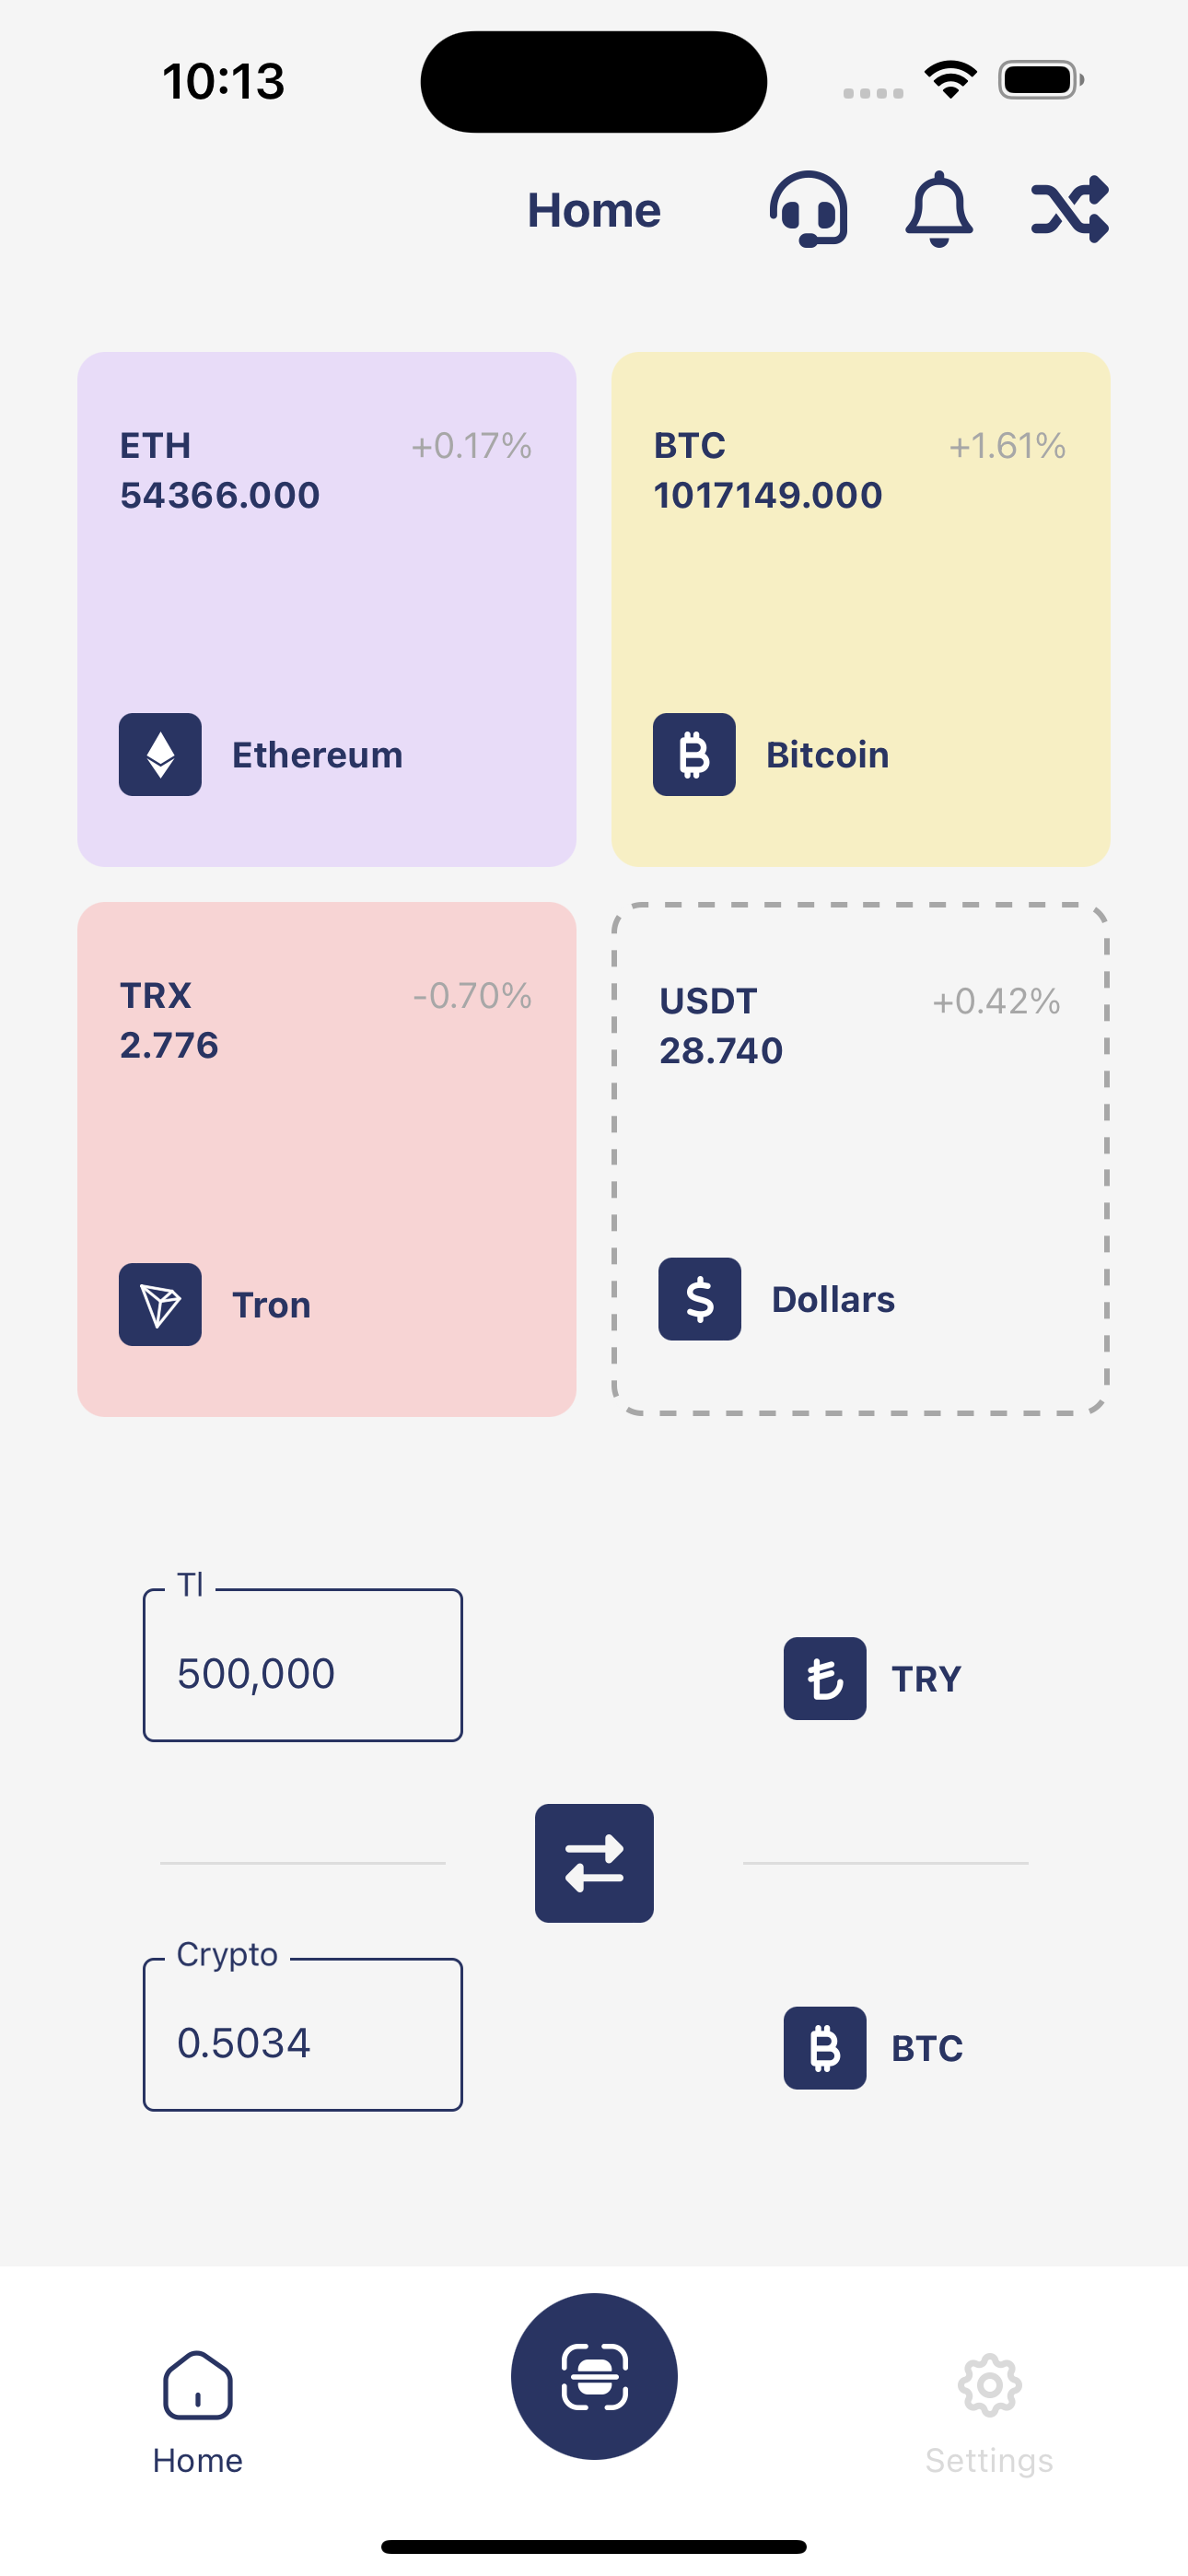 10:13
Home
ETH +0.17%
54366.000
Ethereum
BTC +1.61%
1017149.000
Bitcoin
TRX -0.70%
2.776
Tron
USDT +0.42%
28.740
Dollars
Tl
500,000
TRY
Crypto
0.5034
BTC
Home
Settings